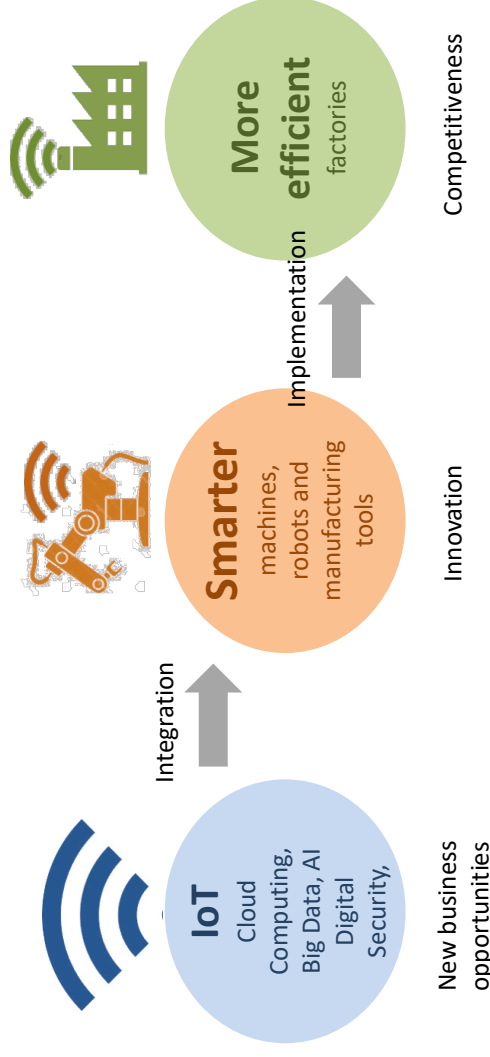 IoT
Cloud
Computing,
Big Data, AI
Digital
Security,
New business
opportunities
Integration
Smarter
machines,
robots and
manufacturing
tools
Innovation
Implementation
More
efficient
factories
Competitiveness